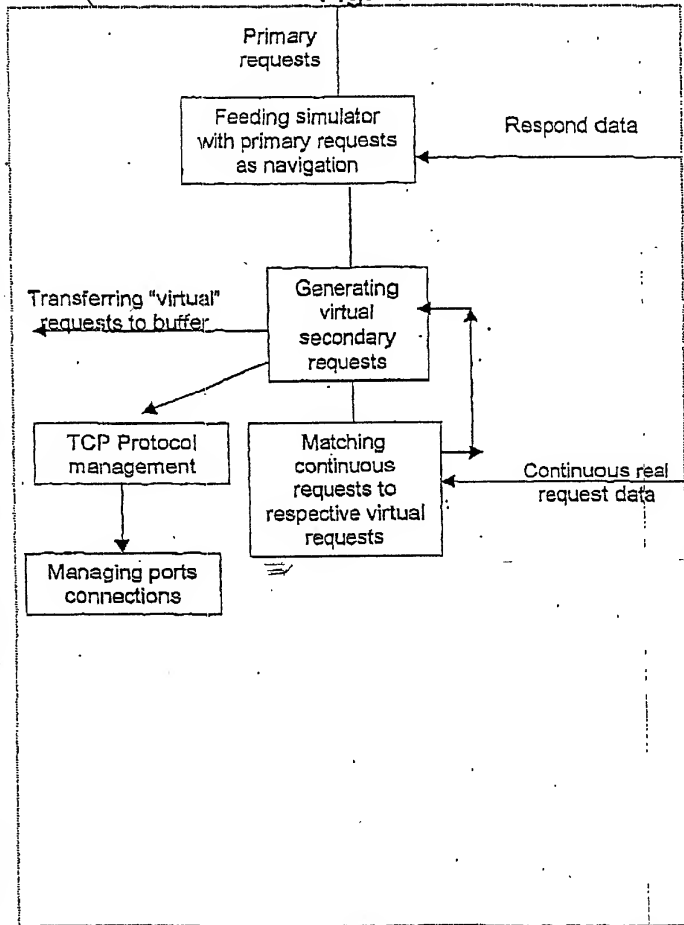 Primary
requests
Feeding simulator
with primary requests
as navigation
Respond data
Generating
virtual
secondary
requests
Transferring "virtual"
requests to buffer
TCP Protocol
management
Matching
continuous
requests to
respective virtual
requests
Continuous real
request data
Managing ports
connections